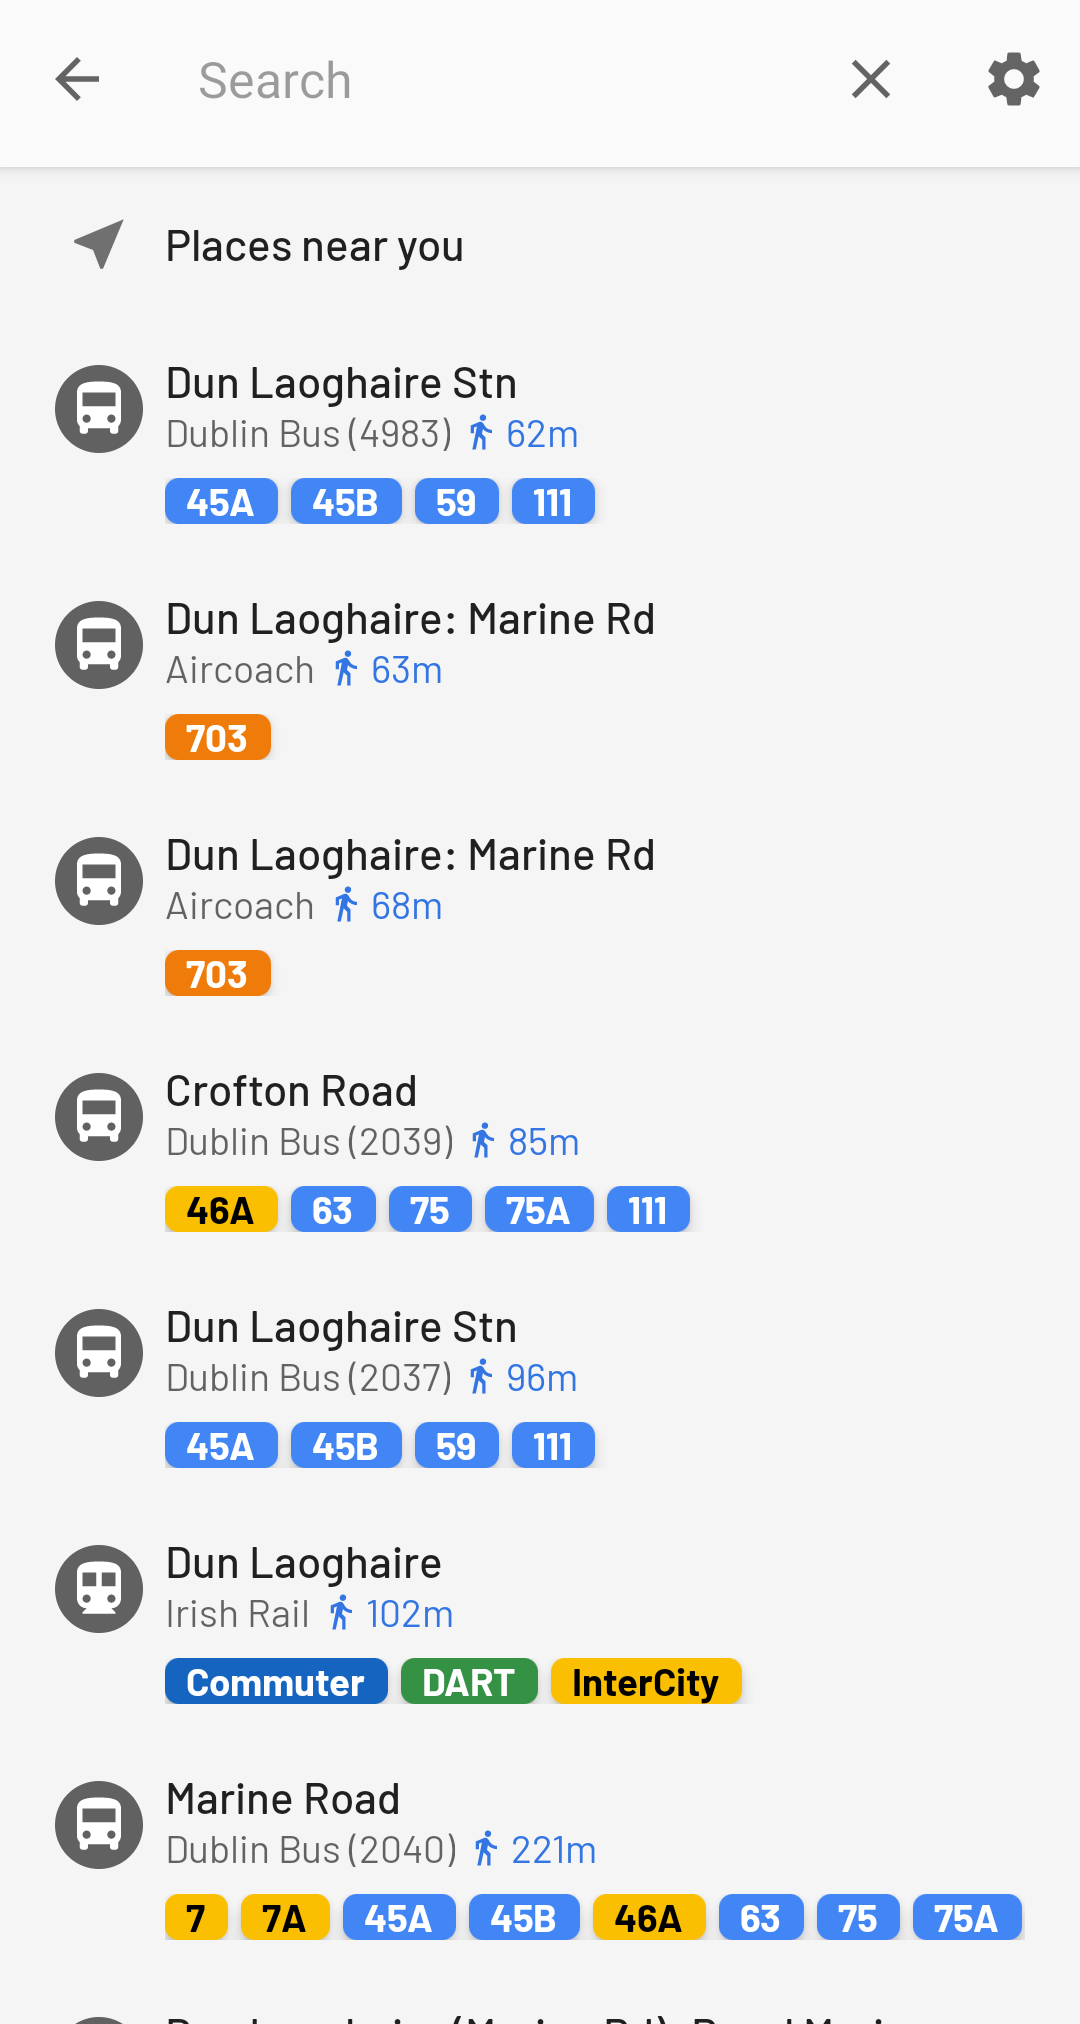 Search
Places near you
Dun Laoghaire Stn
Dublin Bus (4983) 62m
45A 45B 59 111
Dun Laoghaire: Marine Rd
Aircoach 63m
703
Dun Laoghaire: Marine Rd
Aircoach 68m
703
Crofton Road
Dublin Bus (2039) 85m
46A 63 75 75A 111
Dun Laoghaire Stn
Dublin Bus (2037) 96m
45A 45B 59 111
Dun Laoghaire
Irish Rail 102m
Commuter DART InterCity
Marine Road
Dublin Bus (2040) 221m
7 7A 45A 45B 46A 63 75 75A